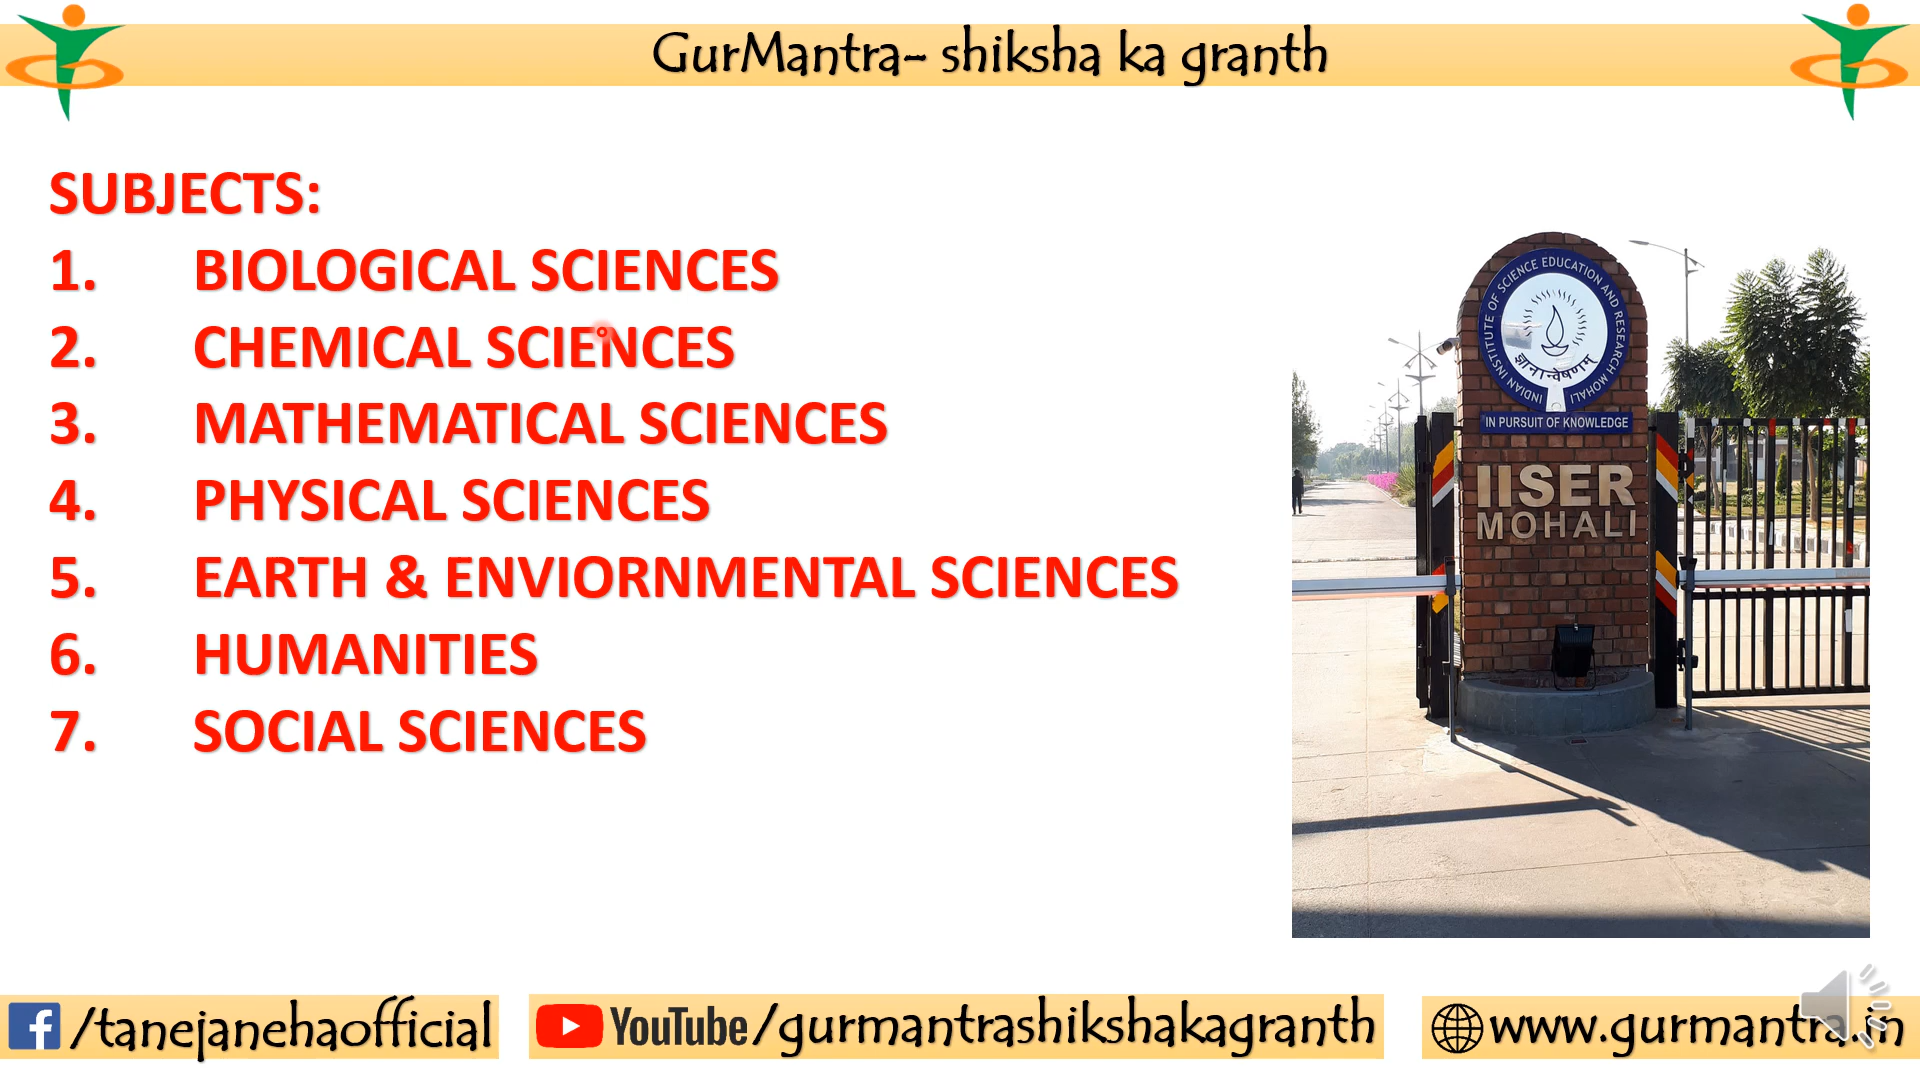 GurMantra- shiksha ka granth
SUBJECTS:
1. BIOLOGICAL SCIENCES
2. CHEMICAL SCIENCES
3. MATHEMATICAL SCIENCES
4. PHYSICAL SCIENCES
5. EARTH & ENVIORNMENTAL SCIENCES
6. HUMANITIES
7. SOCIAL SCIENCES
INDIAN INSTITUTE OF SCIENCE EDUCATION AND RESEARCH MOHALI
ज्ञानान्वेषणम्
IN PURSUIT OF KNOWLEDGE
IISER
MOHALI
/tanejanehaofficial
YouTube/gurmantrashikshakagranth
www.gurmantra.in